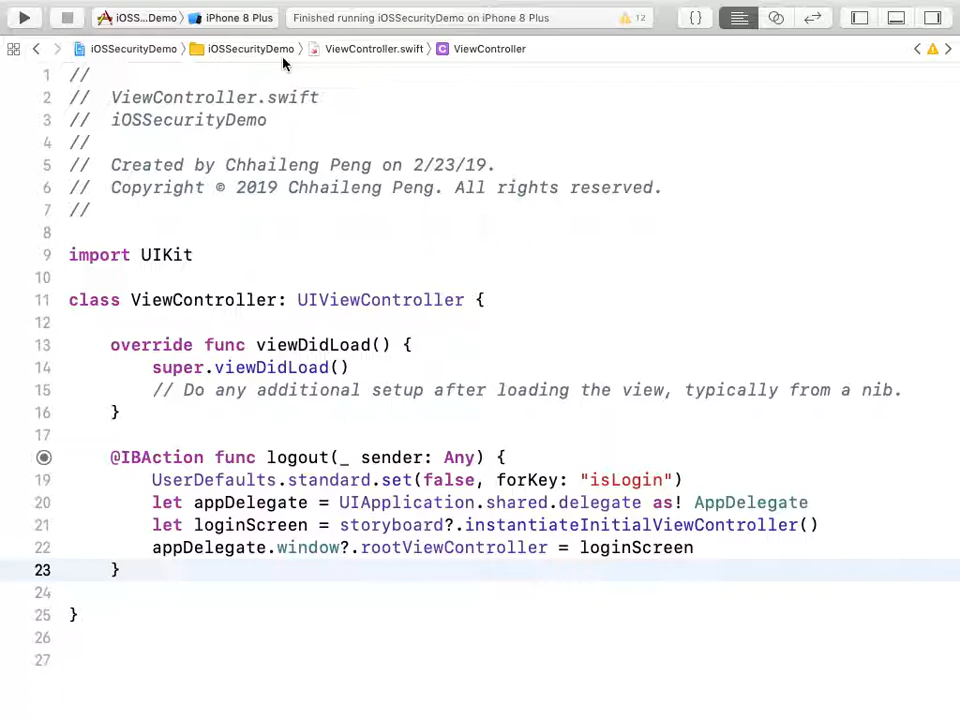 iOSS...Demo 〉 iPhone 8 Plus Finished running iOSSecurityDemo on iPhone 8 Plus 12 {}
iOSSecurityDemo 〉 iOSSecurityDemo 〉 ViewController.swift 〉 C ViewController
1 //
2 // ViewController.swift
3 // iOSSecurityDemo
4 //
5 // Created by Chhaileng Peng on 2/23/19.
6 // Copyright © 2019 Chhaileng Peng. All rights reserved.
7 //
8
9 import UIKit
10
11 class ViewController: UIViewController {
12
13 override func viewDidLoad() {
14 super.viewDidLoad()
15 // Do any additional setup after loading the view, typically from a nib.
16 }
17
@IBAction func logout(_ sender: Any) {
19 UserDefaults.standard.set(false, forKey: "isLogin")
20 let appDelegate = UIApplication.shared.delegate as! AppDelegate
21 let loginScreen = storyboard?.instantiateInitialViewController()
22 appDelegate.window?.rootViewController = loginScreen
23 }
24
25 }
26
27